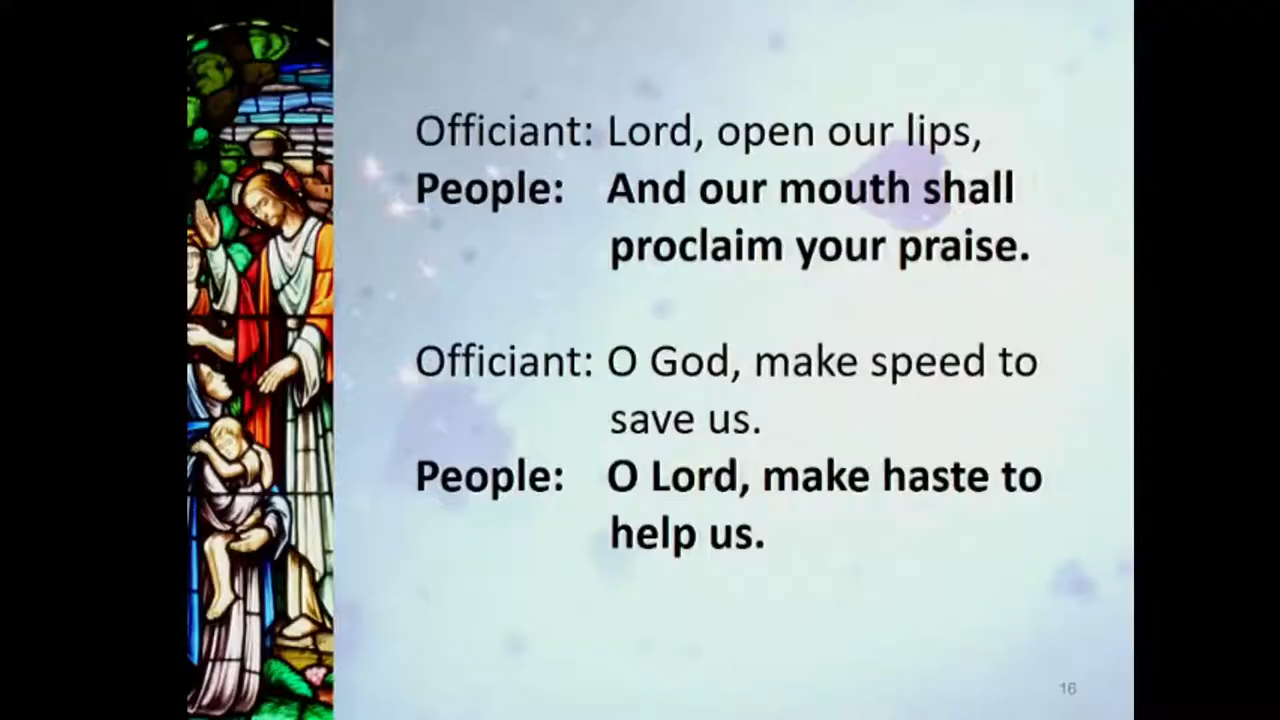 Officiant: Lord, open our lips,
People: And our mouth shall
proclaim your praise.
Officiant: O God, make speed to
save us.
People: O Lord, make haste to
help us.
16